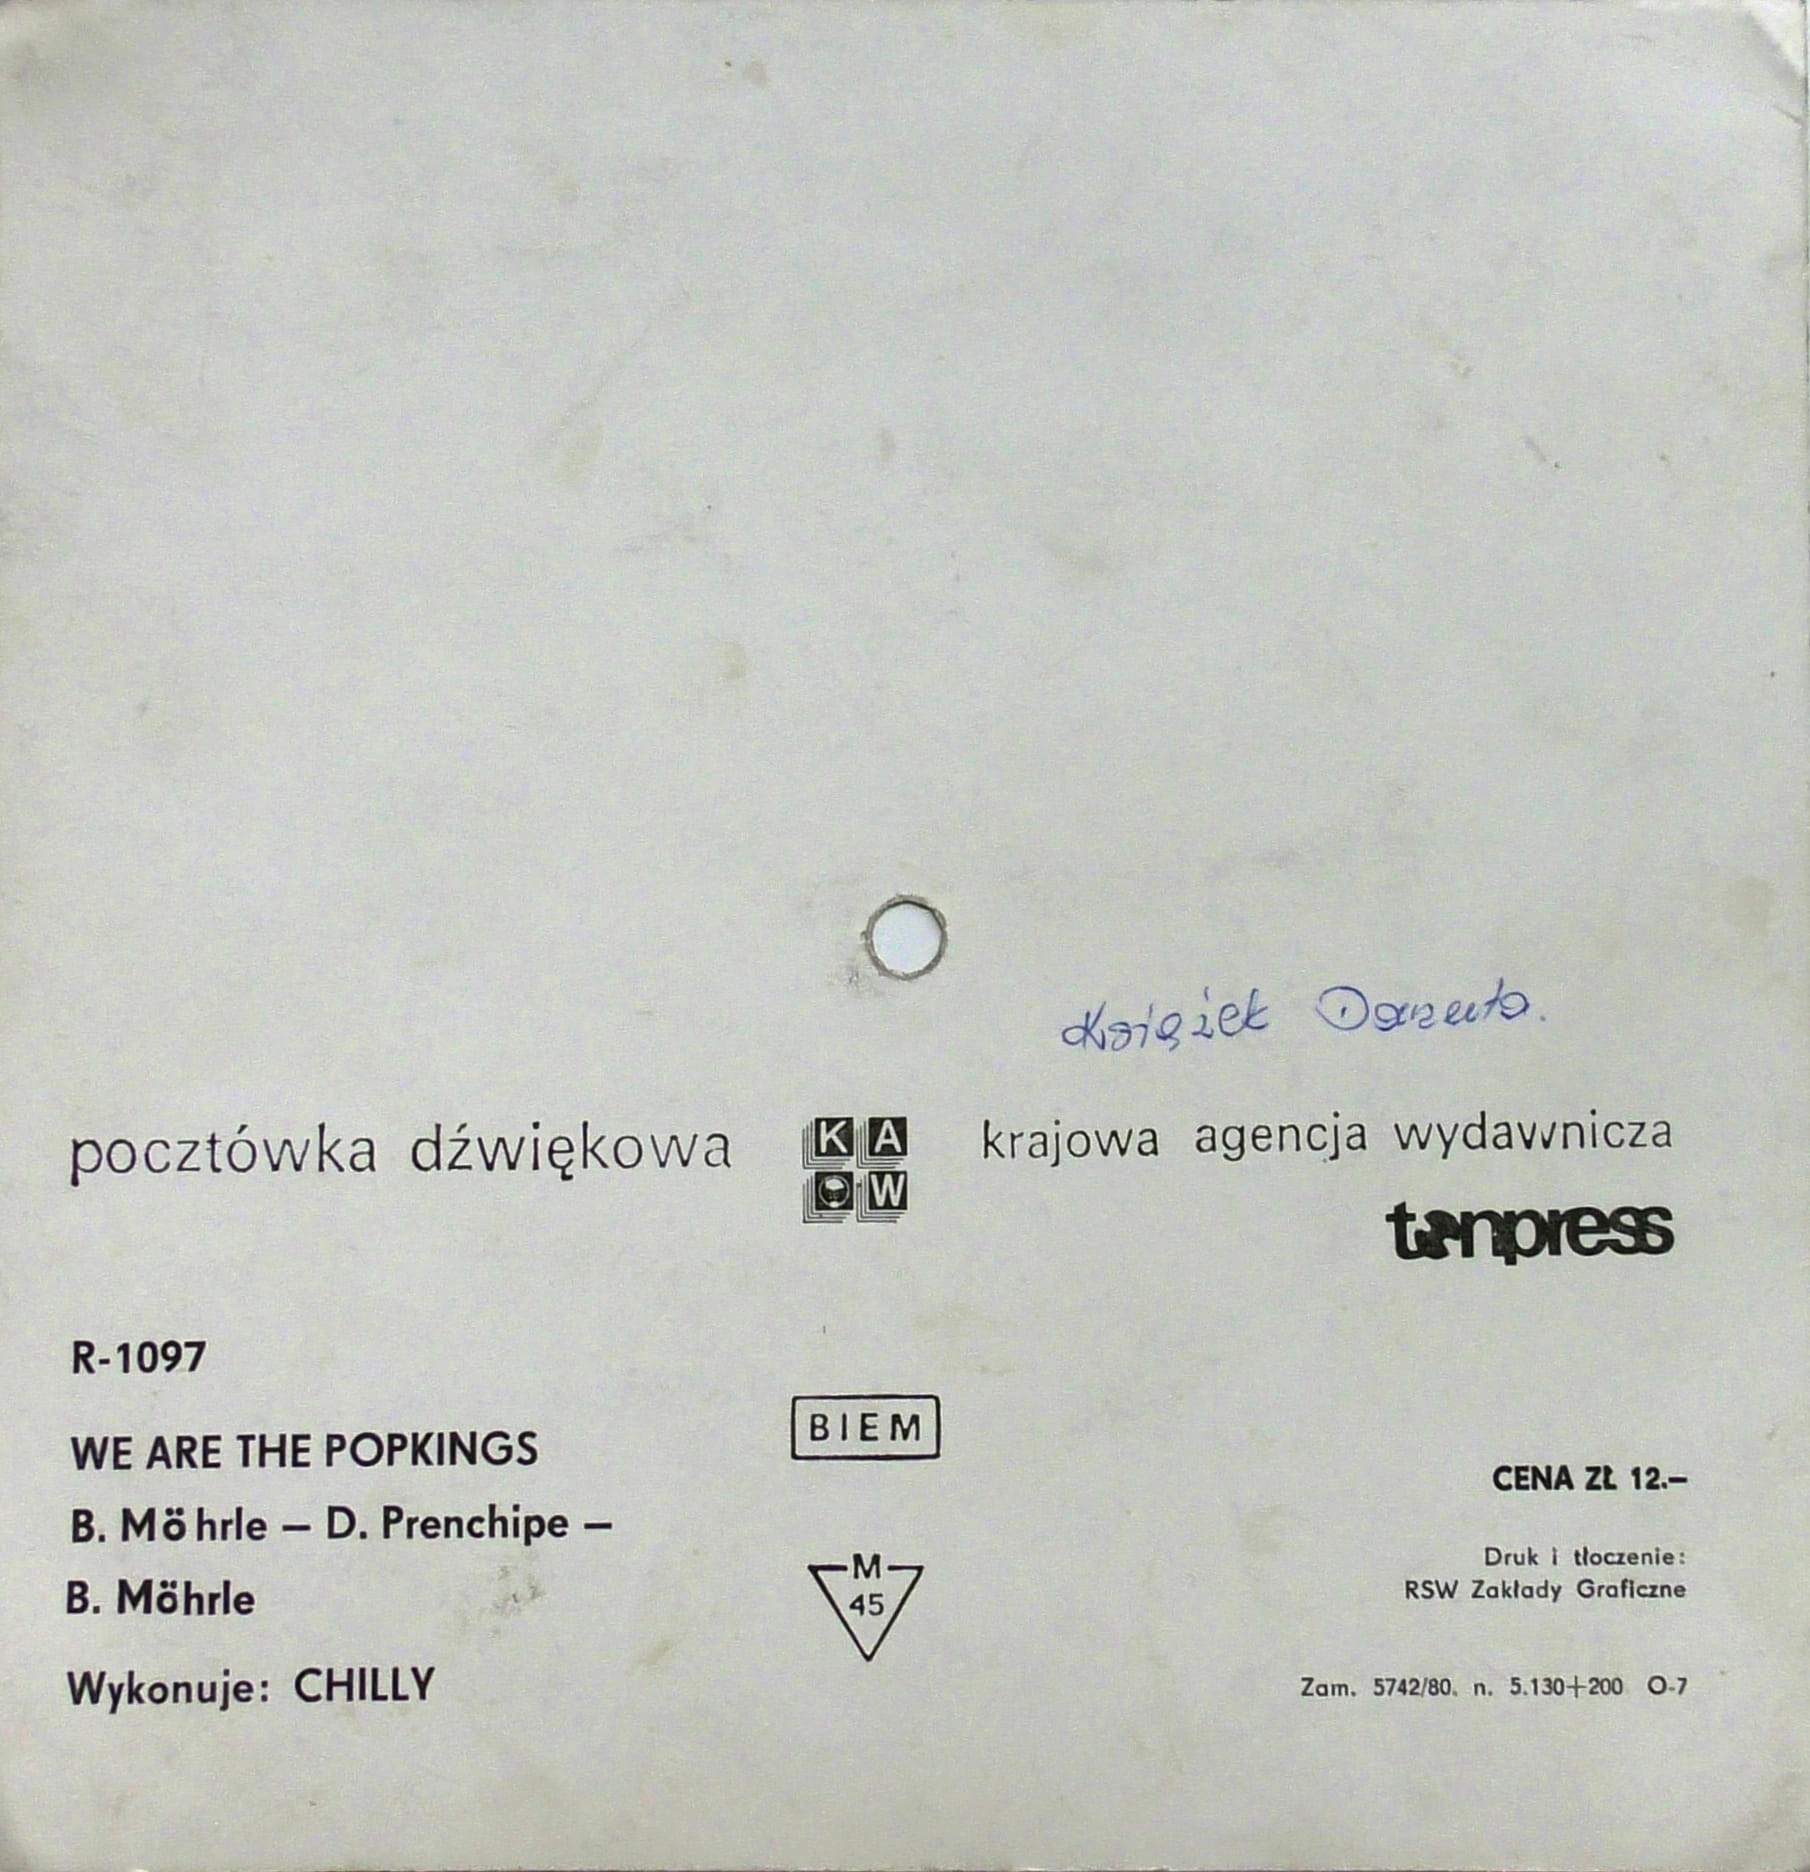 Książek Danuta.
pocztówka dźwiękowa
K A
W
krajowa agencja wydawnicza
tonpress
R-1097
WE ARE THE POPKINGS
B. Möhrle – D. Prenchipe –
B. Möhrle
Wykonuje: CHILLY
BIEM
M
45
CENA ZŁ 12.–
Druk i tłoczenie:
RSW Zakłady Graficzne
Zam. 5742/80. n. 5.130+200 O-7